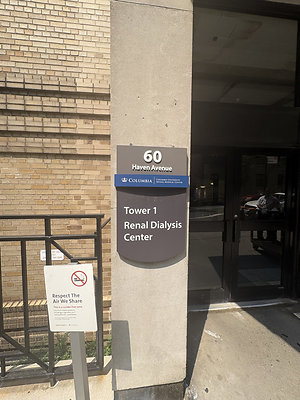 60
Haven Avenue
COLUMBIA
Tower 1
Renal Dialysis
Center
Respect The
Air We Share